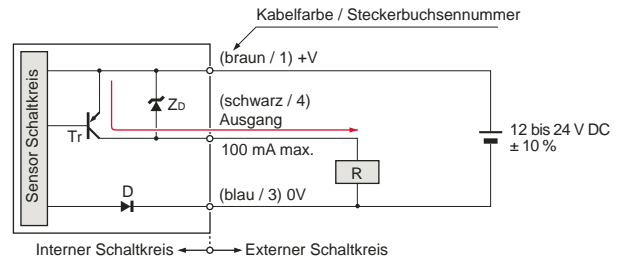 Kabelfarbe / Steckerbuchsennummer
(braun / 1) +V
Sensor Schaltkreis
Tr
ZD
(schwarz / 4)
Ausgang
100 mA max.
12 bis 24 V DC
± 10 %
R
D
(blau / 3) 0V
Interner Schaltkreis
Externer Schaltkreis